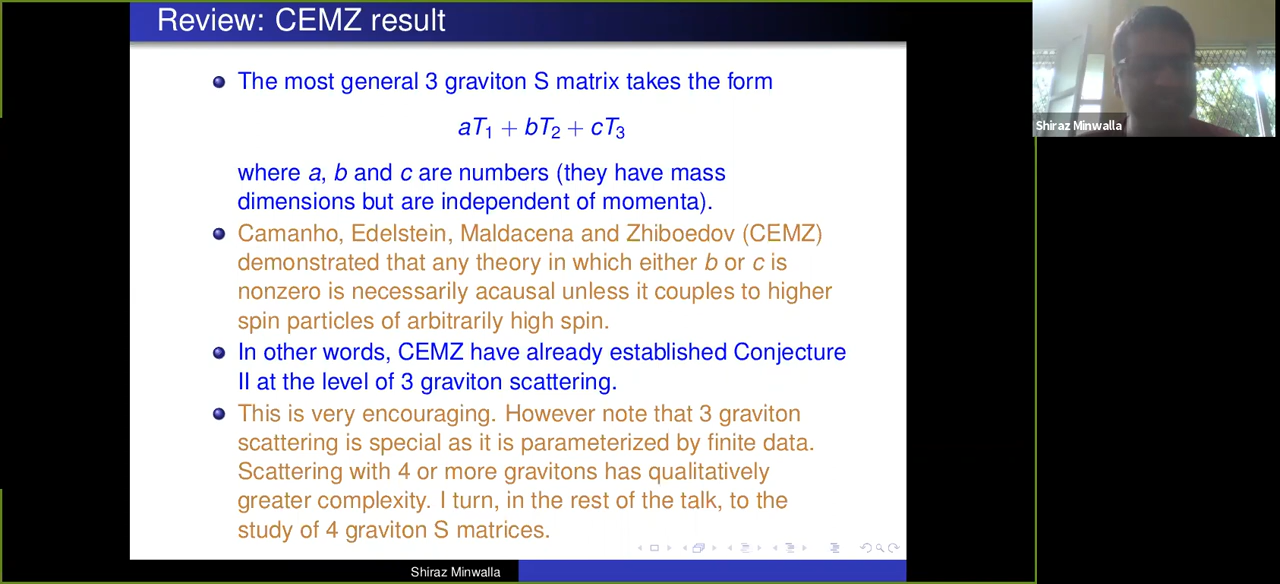 Review: CEMZ result
The most general 3 graviton S matrix takes the form
aT₁ + bT₂ + cT₃
where a, b and c are numbers (they have mass
dimensions but are independent of momenta).
Camanho, Edelstein, Maldacena and Zhiboedov (CEMZ)
demonstrated that any theory in which either b or c is
nonzero is necessarily acausal unless it couples to higher
spin particles of arbitrarily high spin.
In other words, CEMZ have already established Conjecture
II at the level of 3 graviton scattering.
This is very encouraging. However note that 3 graviton
scattering is special as it is parameterized by finite data.
Scattering with 4 or more gravitons has qualitatively
greater complexity. I turn, in the rest of the talk, to the
study of 4 graviton S matrices.
Shiraz Minwalla
Shiraz Minwalla